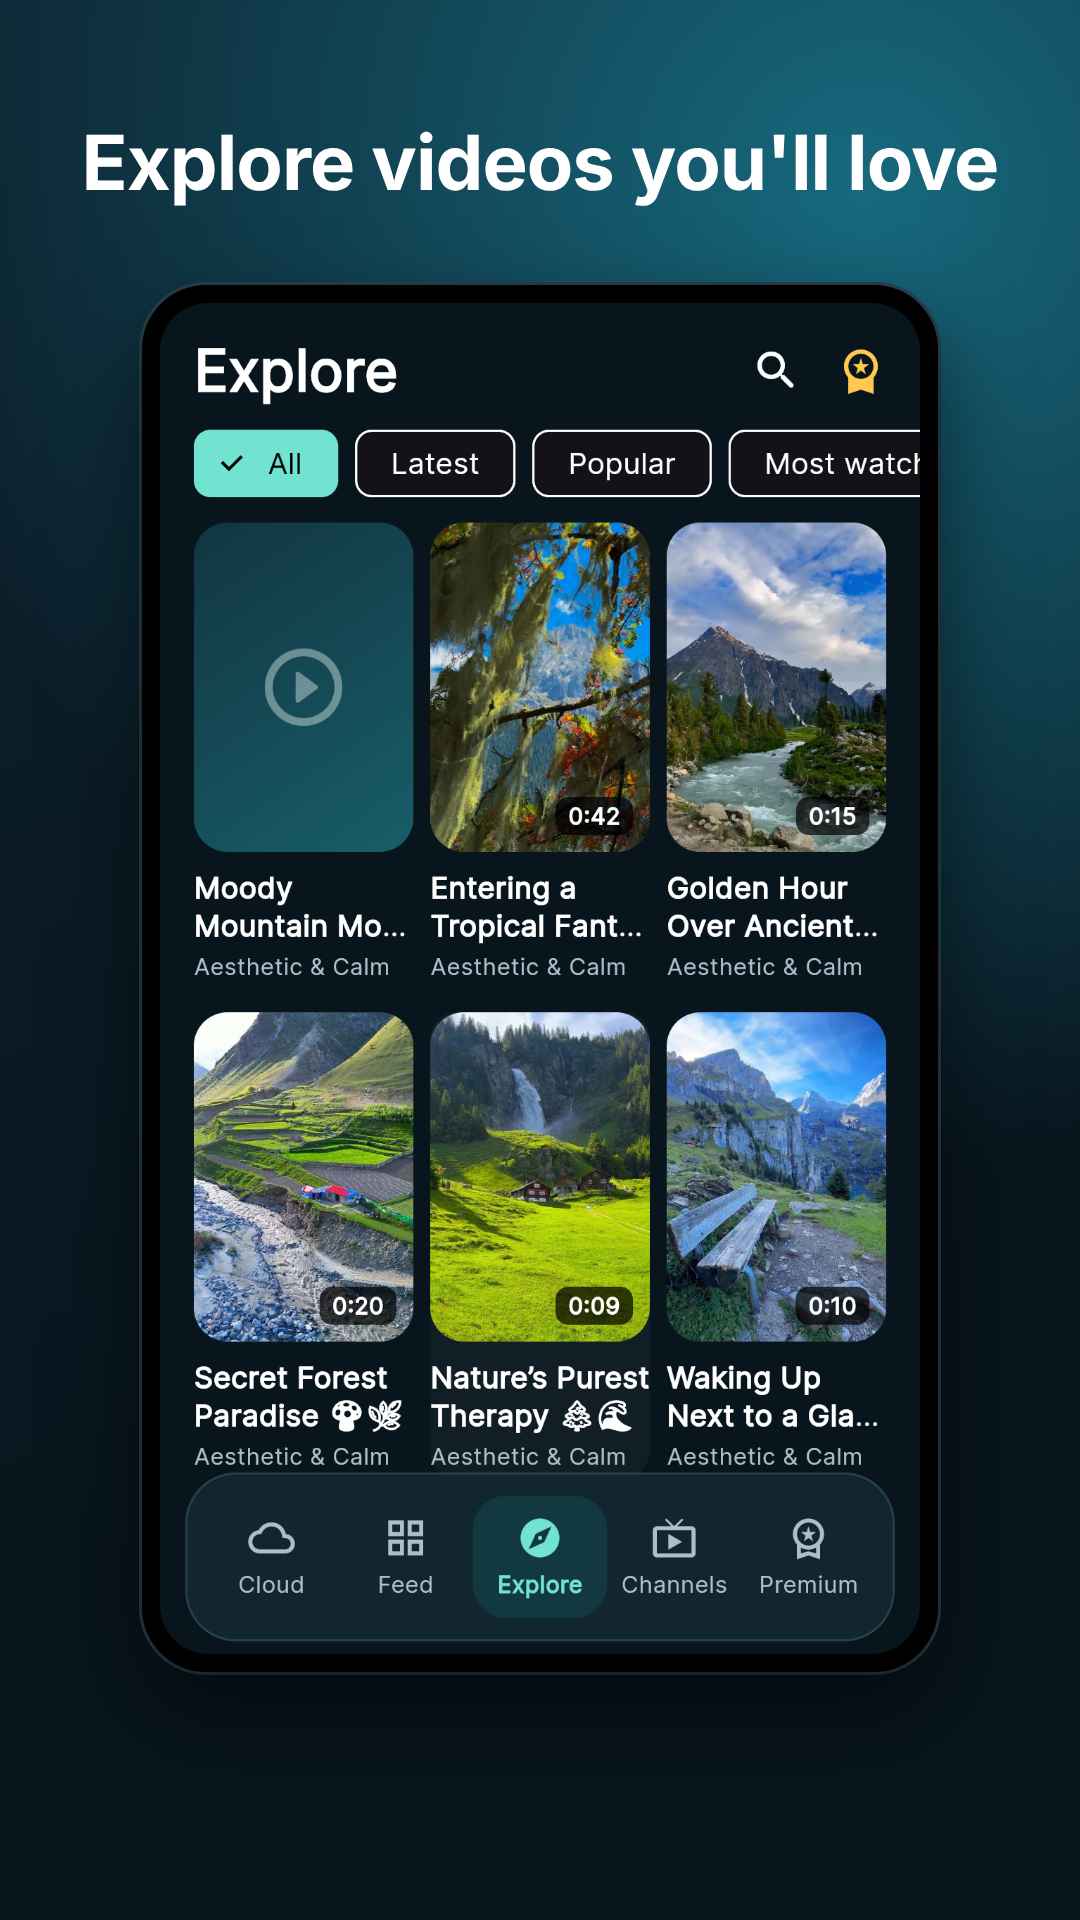 Explore videos you'll love
Explore
All
Latest
Popular
Most watch
0:42
0:15
Moody
Mountain Mo...
Aesthetic & Calm
Entering a
Tropical Fant...
Aesthetic & Calm
Golden Hour
Over Ancient...
Aesthetic & Calm
0:20
0:09
0:10
Secret Forest
Paradise 🍄🌿
Aesthetic & Calm
Nature’s Purest
Therapy 🌲🌊
Aesthetic & Calm
Waking Up
Next to a Gla...
Aesthetic & Calm
Cloud
Feed
Explore
Channels
Premium